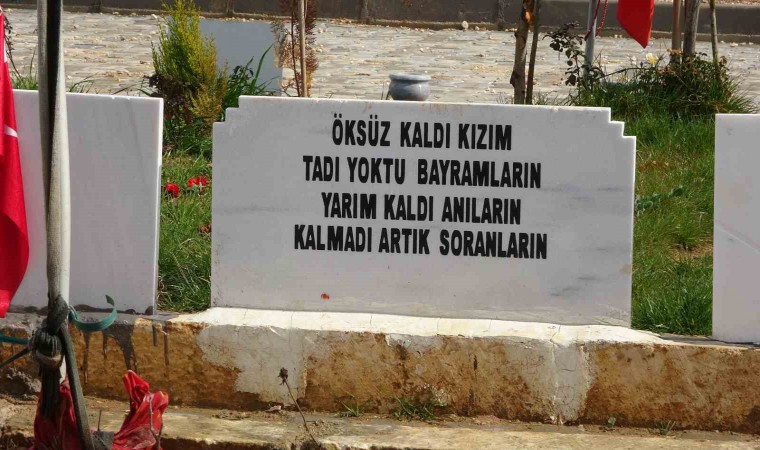 ÖKSÜZ KALDI KIZIM
TADI YOKTU BAYRAMLARIN
YARIM KALDI ANILARIN
KALMADI ARTIK SORANLARIN